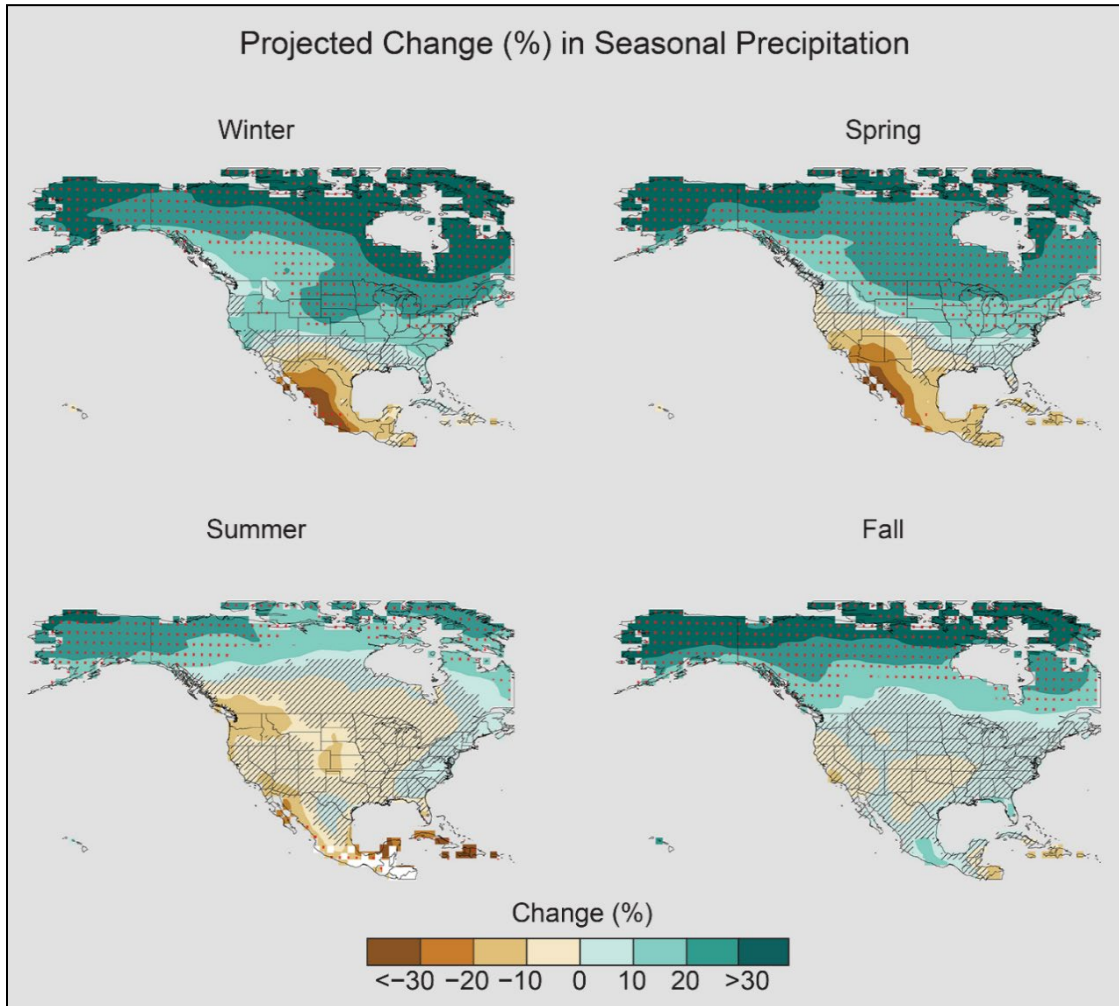 Projected Change (%) in Seasonal Precipitation
Winter
Spring
Summer
Fall
Change (%)
<−30 −20 −10 0 10 20 >30